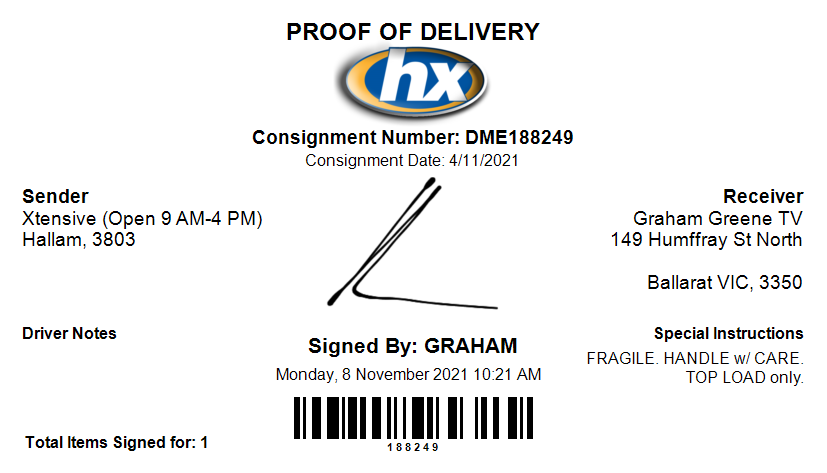 PROOF OF DELIVERY
hx
Consignment Number: DME188249
Consignment Date: 4/11/2021
Sender
Xtensive (Open 9 AM-4 PM)
Hallam, 3803
Receiver
Graham Greene TV
149 Humffray St North
Ballarat VIC, 3350
Driver Notes
Signed By: GRAHAM
Monday, 8 November 2021 10:21 AM
Special Instructions
FRAGILE. HANDLE w/ CARE.
TOP LOAD only.
Total Items Signed for: 1
188249